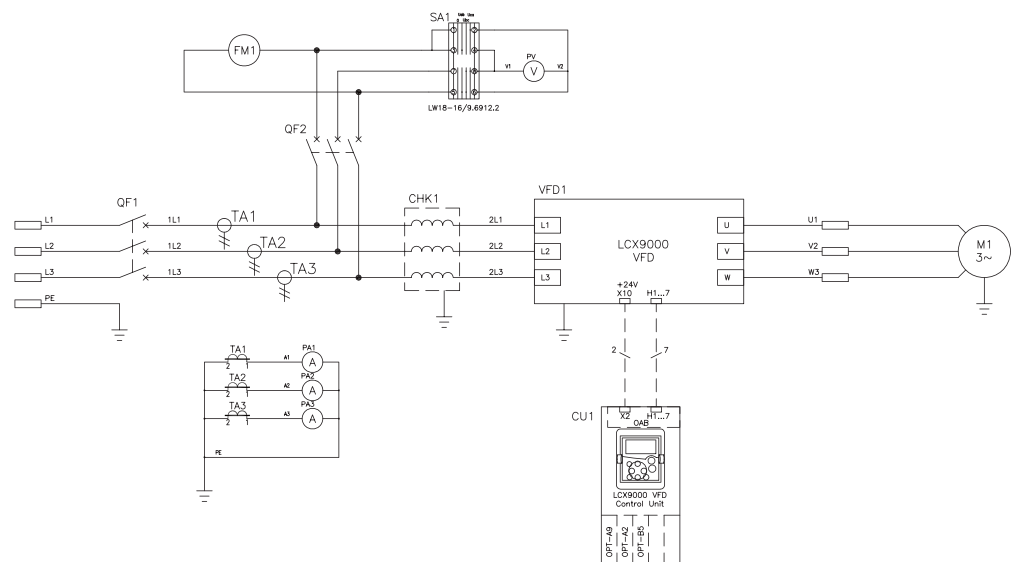 SA1
FM1
PV
V1 V V2
LW18-16/9.6912.2
QF2
QF1
CHK1
VFD1
L1 1L1 TA1 2L1 L1 U U1
L2 1L2 TA2 2L2 L2 LCX9000 V V2 M1
VFD 3~
L3 1L3 TA3 2L3 L3 W W3
+24V
X10 H1...7
PE
2 7
TA1 A1 PA1
2 1 A
TA2 A2 PA2
2 1 A
TA3 A3 PA3
2 1 A
PE
CU1 X2 H1...7
OAB
LCX9000 VFD
Control Unit
OPT-A9
OPT-A2
OPT-B5